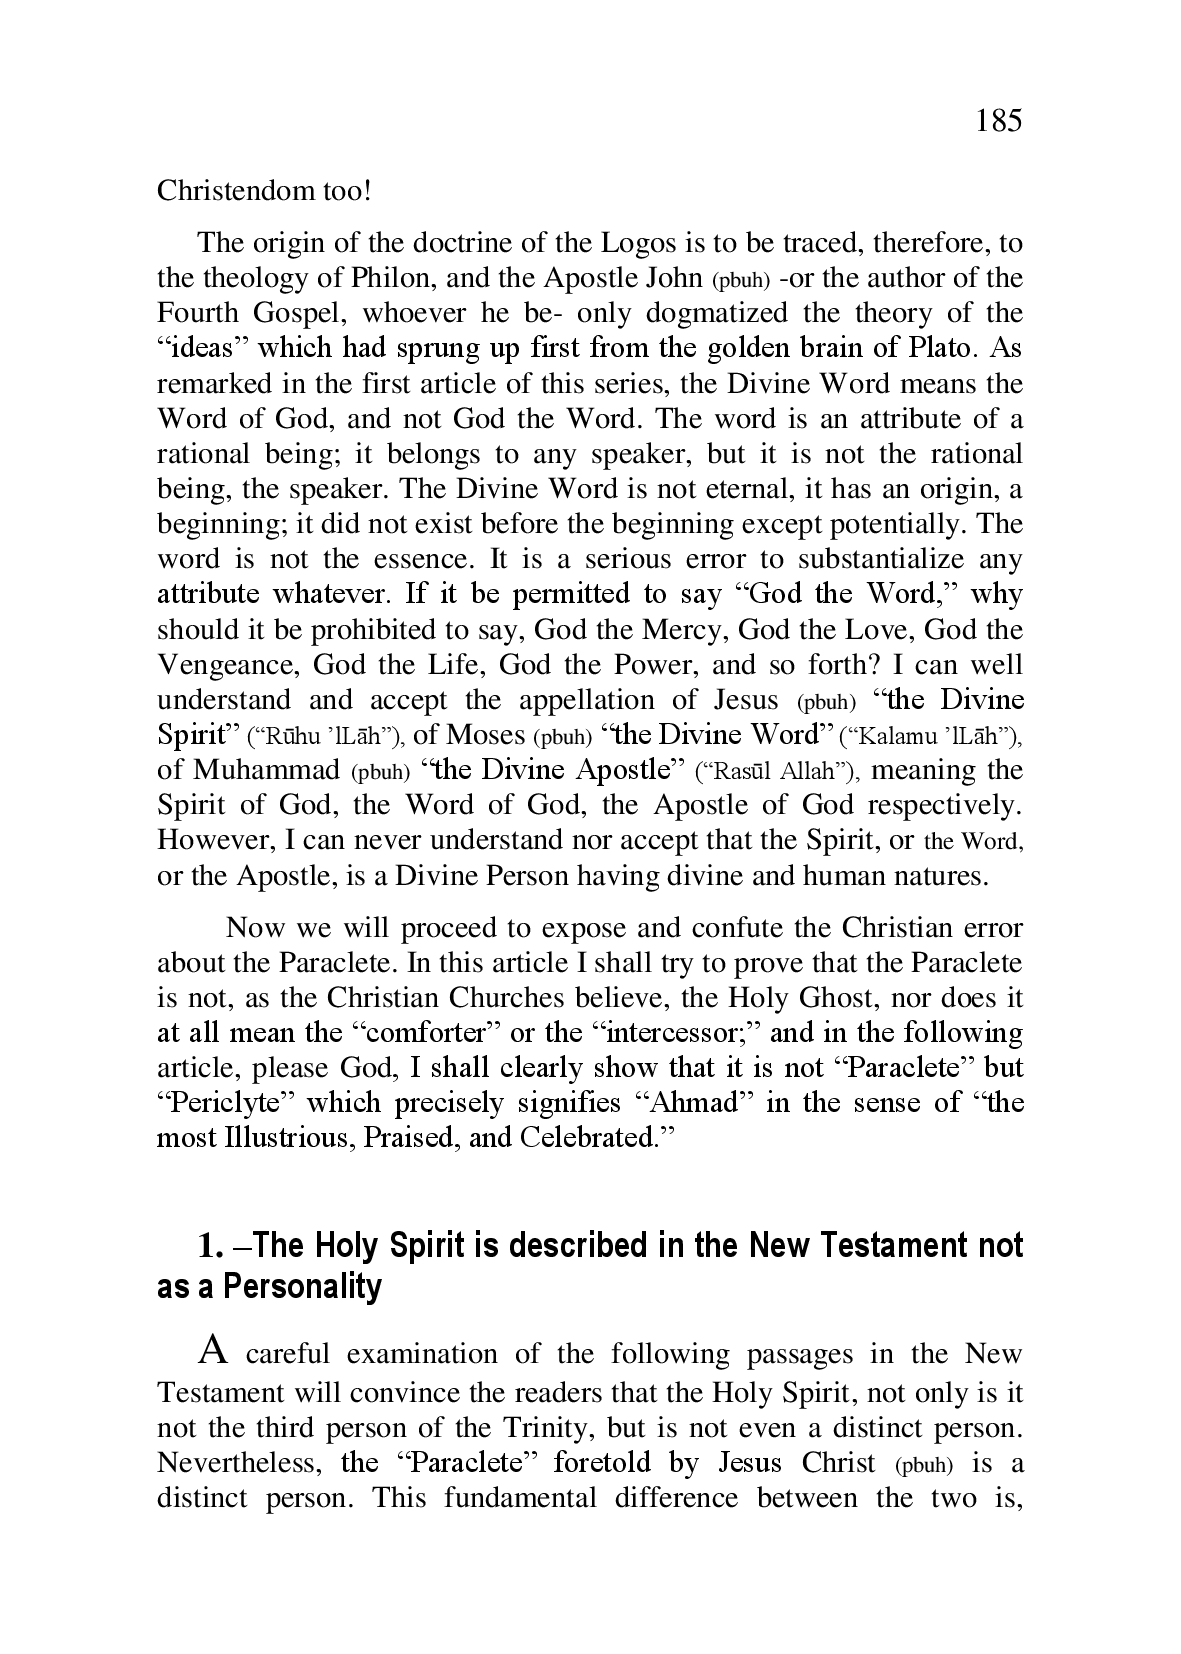 185
Christendom too!
The origin of the doctrine of the Logos is to be traced, therefore, to
the theology of Philon, and the Apostle John (pbuh) -or the author of the
Fourth Gospel, whoever he be- only dogmatized the theory of the
“ideas” which had sprung up first from the golden brain of Plato. As
remarked in the first article of this series, the Divine Word means the
Word of God, and not God the Word. The word is an attribute of a
rational being; it belongs to any speaker, but it is not the rational
being, the speaker. The Divine Word is not eternal, it has an origin, a
beginning; it did not exist before the beginning except potentially. The
word is not the essence. It is a serious error to substantialize any
attribute whatever. If it be permitted to say “God the Word,” why
should it be prohibited to say, God the Mercy, God the Love, God the
Vengeance, God the Life, God the Power, and so forth? I can well
understand and accept the appellation of Jesus (pbuh) “the Divine
Spirit” (“Rūhu ’lLāh”), of Moses (pbuh) “the Divine Word” (“Kalamu ’lLāh”),
of Muhammad (pbuh) “the Divine Apostle” (“Rasūl Allah”), meaning the
Spirit of God, the Word of God, the Apostle of God respectively.
However, I can never understand nor accept that the Spirit, or the Word,
or the Apostle, is a Divine Person having divine and human natures.
Now we will proceed to expose and confute the Christian error
about the Paraclete. In this article I shall try to prove that the Paraclete
is not, as the Christian Churches believe, the Holy Ghost, nor does it
at all mean the “comforter” or the “intercessor;” and in the following
article, please God, I shall clearly show that it is not “Paraclete” but
“Periclyte” which precisely signifies “Ahmad” in the sense of “the
most Illustrious, Praised, and Celebrated.”
1. –The Holy Spirit is described in the New Testament not
as a Personality
A careful examination of the following passages in the New
Testament will convince the readers that the Holy Spirit, not only is it
not the third person of the Trinity, but is not even a distinct person.
Nevertheless, the “Paraclete” foretold by Jesus Christ (pbuh) is a
distinct person. This fundamental difference between the two is,